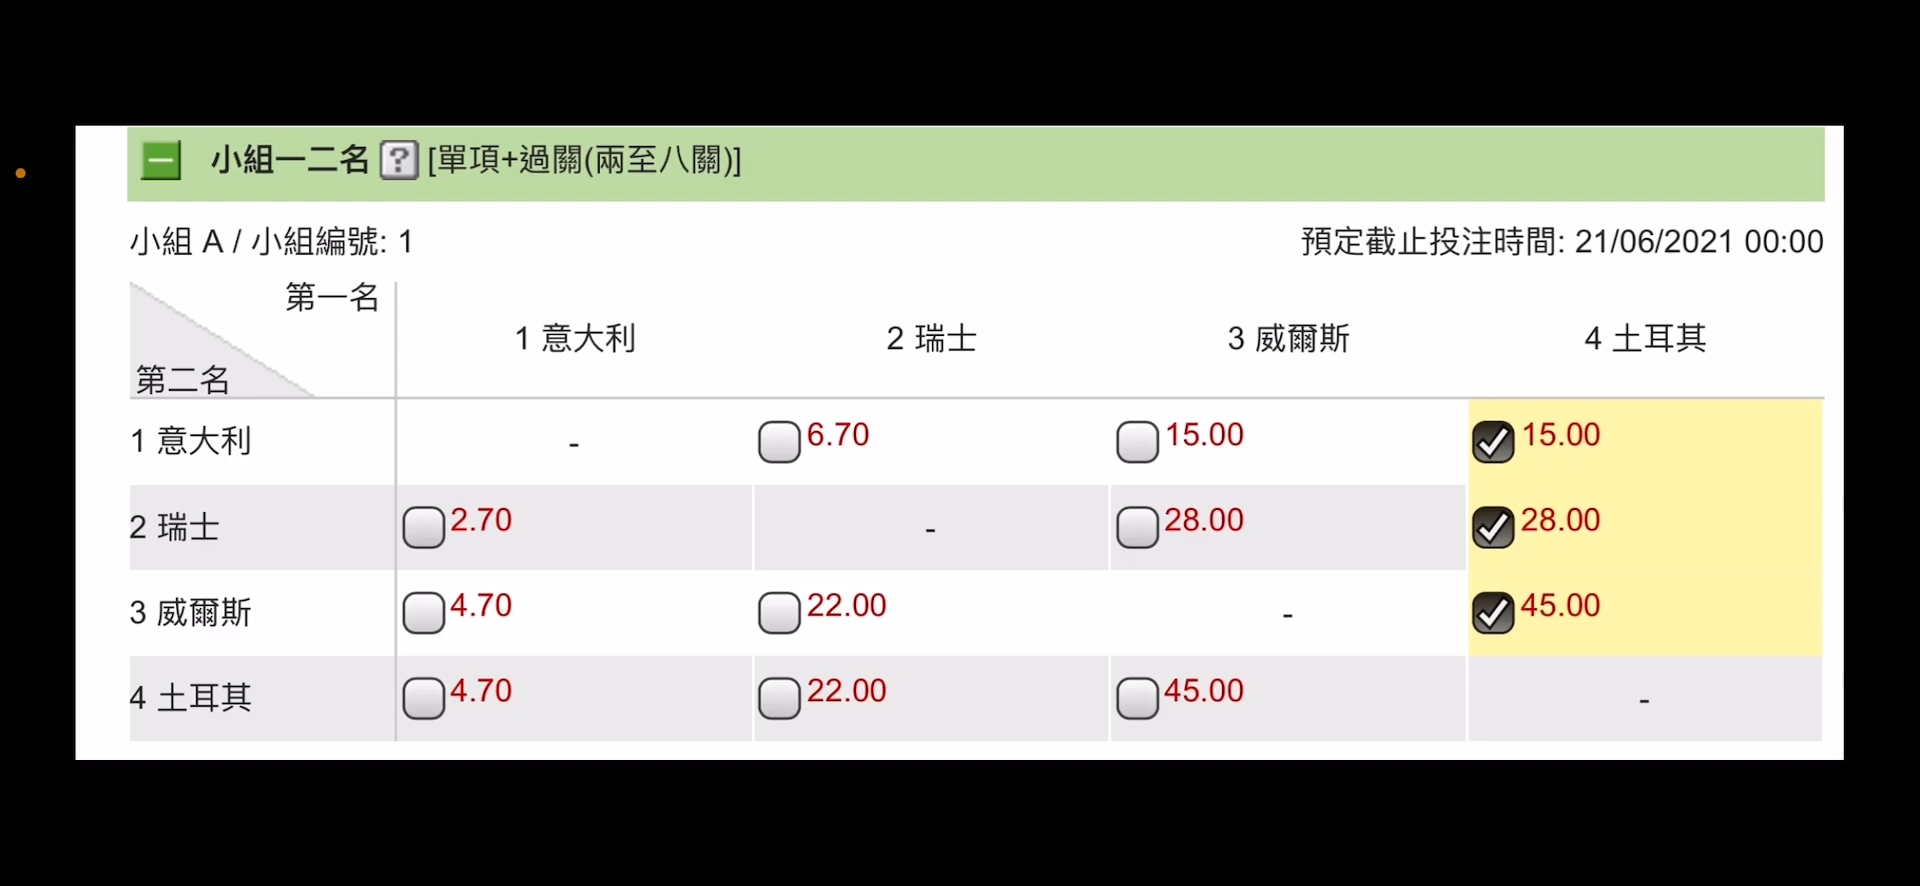 小組一二名 ? [單項+過關(兩至八關)]
小組 A / 小組編號: 1 預定截止投注時間: 21/06/2021 00:00
第一名
第二名
1 意大利 2 瑞士 3 威爾斯 4 土耳其
1 意大利 - 6.70 15.00 15.00
2 瑞士 2.70 - 28.00 28.00
3 威爾斯 4.70 22.00 - 45.00
4 土耳其 4.70 22.00 45.00 -